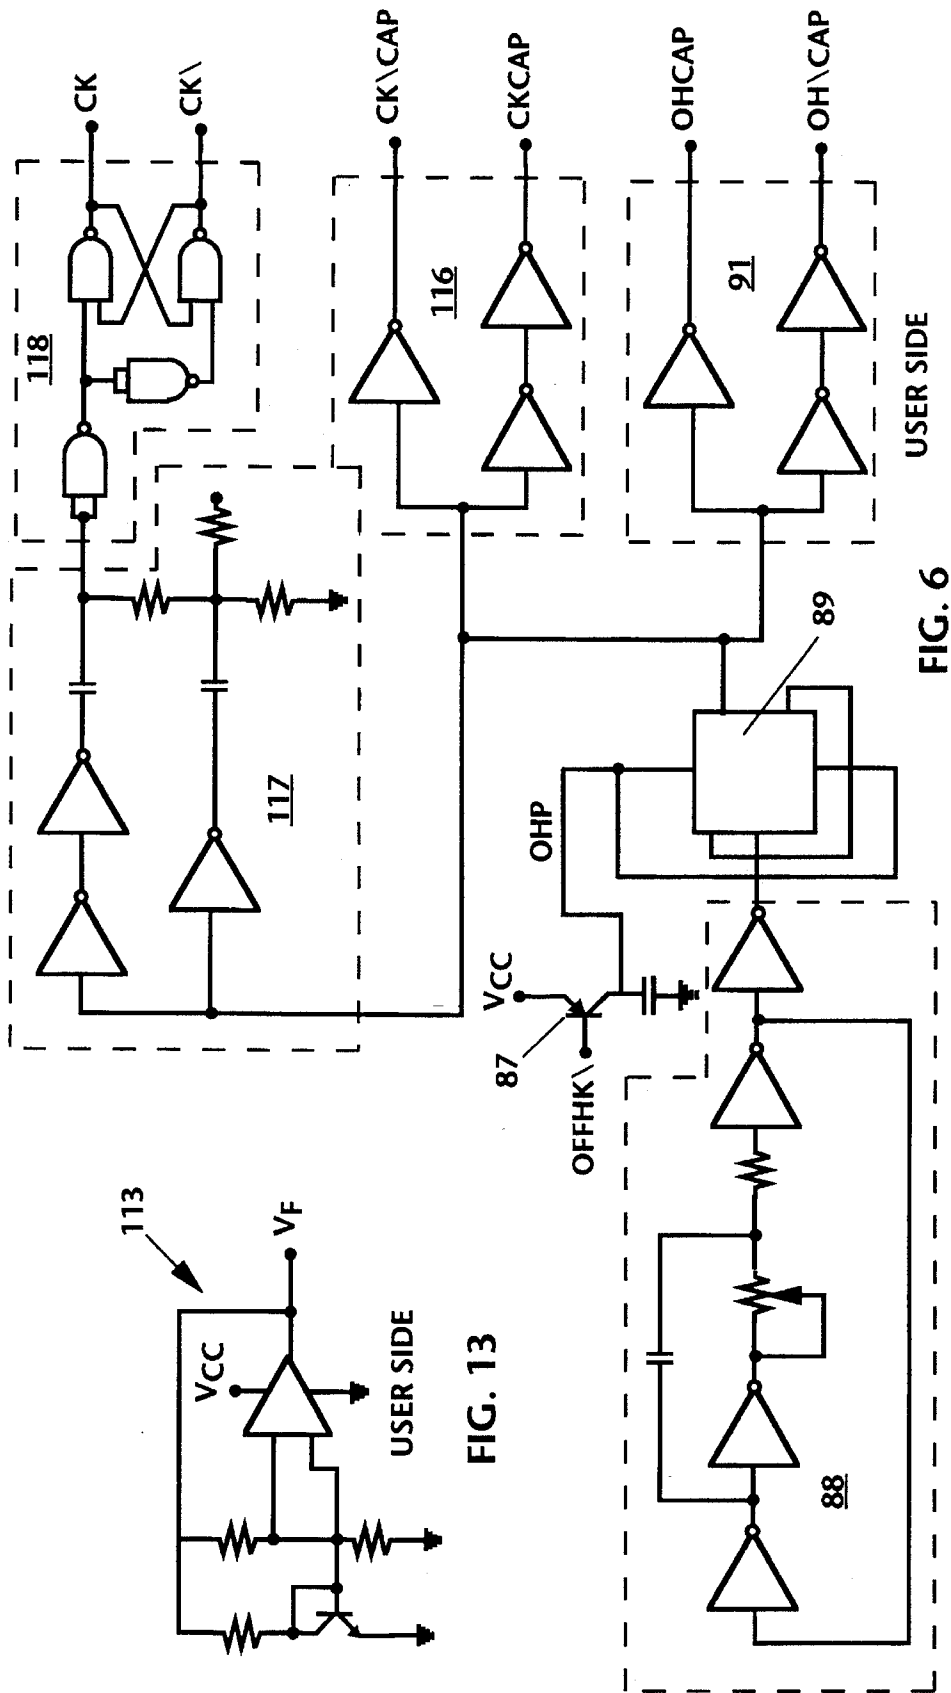 CK
CK\
118
CK\CAP
CKCAP
116
OHCAP
OH\CAP
91
USER SIDE
117
89
OHP
VCC
87
OFFHK\
88
FIG. 6
113
VF
VCC
USER SIDE
FIG. 13